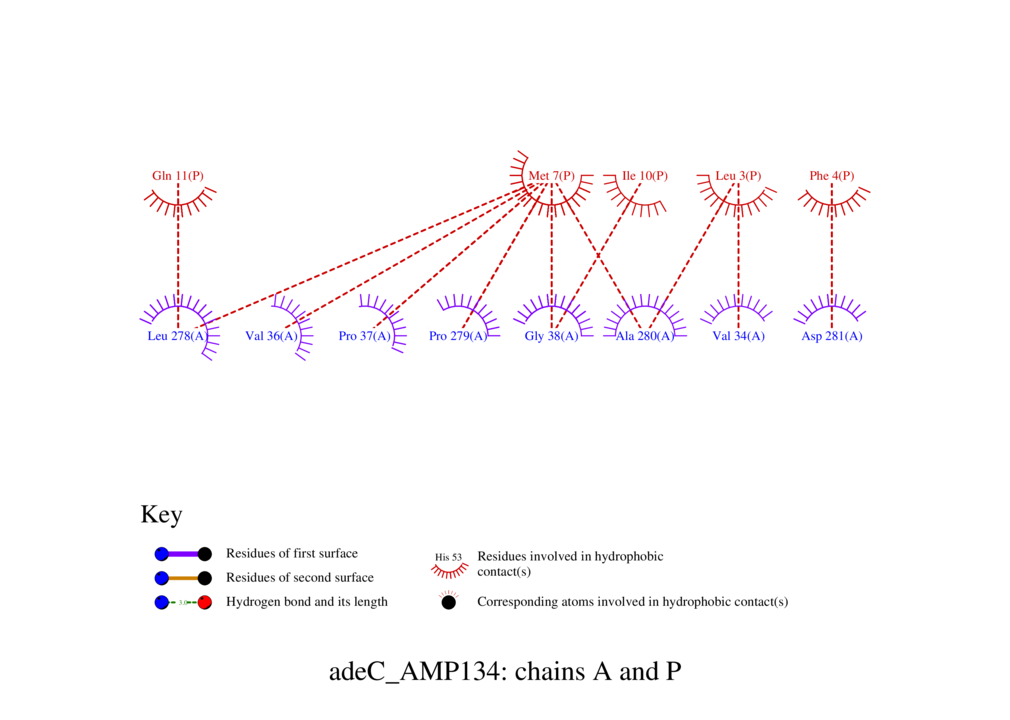 Gln 11(P) Met 7(P) Ile 10(P) Leu 3(P) Phe 4(P)
Leu 278(A) Val 36(A) Pro 37(A) Pro 279(A) Gly 38(A) Ala 280(A) Val 34(A) Asp 281(A)
Key
Residues of first surface
Residues of second surface
3.0
Hydrogen bond and its length
His 53
Residues involved in hydrophobic
contact(s)
Corresponding atoms involved in hydrophobic contact(s)
adeC_AMP134: chains A and P